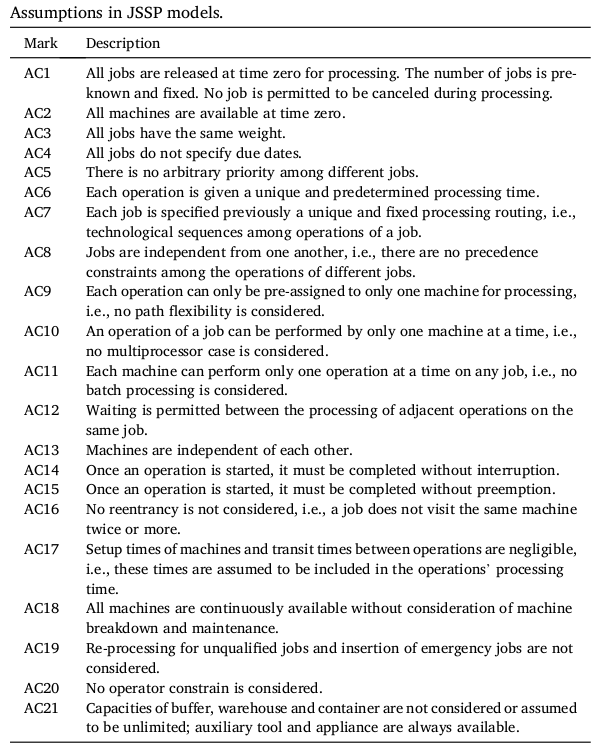 Assumptions in JSSP models.
Mark Description
AC1 All jobs are released at time zero for processing. The number of jobs is pre-
known and fixed. No job is permitted to be canceled during processing.
AC2 All machines are available at time zero.
AC3 All jobs have the same weight.
AC4 All jobs do not specify due dates.
AC5 There is no arbitrary priority among different jobs.
AC6 Each operation is given a unique and predetermined processing time.
AC7 Each job is specified previously a unique and fixed processing routing, i.e.,
technological sequences among operations of a job.
AC8 Jobs are independent from one another, i.e., there are no precedence
constraints among the operations of different jobs.
AC9 Each operation can only be pre-assigned to only one machine for processing,
i.e., no path flexibility is considered.
AC10 An operation of a job can be performed by only one machine at a time, i.e.,
no multiprocessor case is considered.
AC11 Each machine can perform only one operation at a time on any job, i.e., no
batch processing is considered.
AC12 Waiting is permitted between the processing of adjacent operations on the
same job.
AC13 Machines are independent of each other.
AC14 Once an operation is started, it must be completed without interruption.
AC15 Once an operation is started, it must be completed without preemption.
AC16 No reentrancy is not considered, i.e., a job does not visit the same machine
twice or more.
AC17 Setup times of machines and transit times between operations are negligible,
i.e., these times are assumed to be included in the operations' processing
time.
AC18 All machines are continuously available without consideration of machine
breakdown and maintenance.
AC19 Re-processing for unqualified jobs and insertion of emergency jobs are not
considered.
AC20 No operator constrain is considered.
AC21 Capacities of buffer, warehouse and container are not considered or assumed
to be unlimited; auxiliary tool and appliance are always available.